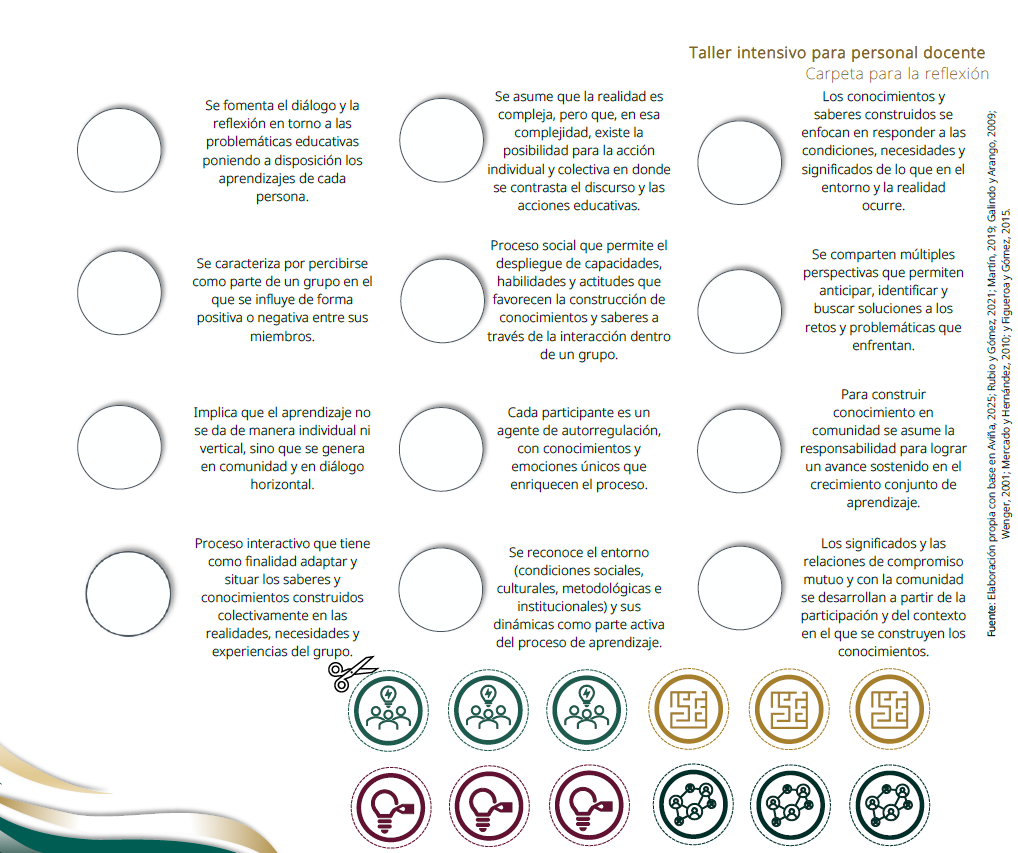 Taller intensivo para personal docente
Carpeta para la reflexión
Se fomenta el diálogo y la
reflexión en torno a las
problemáticas educativas
poniendo a disposición los
aprendizajes de cada
persona.
Se asume que la realidad es
compleja, pero que, en esa
complejidad, existe la
posibilidad para la acción
individual y colectiva en donde
se contrasta el discurso y las
acciones educativas.
Los conocimientos y
saberes construidos se
enfocan en responder a las
condiciones, necesidades y
significados de lo que en el
entorno y la realidad
ocurre.
Se caracteriza por percibirse
como parte de un grupo en el
que se influye de forma
positiva o negativa entre sus
miembros.
Proceso social que permite el
despliegue de capacidades,
habilidades y actitudes que
favorecen la construcción de
conocimientos y saberes a
través de la interacción dentro
de un grupo.
Se comparten múltiples
perspectivas que permiten
anticipar, identificar y
buscar soluciones a los
retos y problemáticas que
enfrentan.
Implica que el aprendizaje no
se da de manera individual ni
vertical, sino que se genera
en comunidad y en diálogo
horizontal.
Cada participante es un
agente de autorregulación,
con conocimientos y
emociones únicos que
enriquecen el proceso.
Para construir
conocimiento en
comunidad se asume la
responsabilidad para lograr
un avance sostenido en el
crecimiento conjunto de
aprendizaje.
Proceso interactivo que tiene
como finalidad adaptar y
situar los saberes y
conocimientos construidos
colectivamente en las
realidades, necesidades y
experiencias del grupo.
Se reconoce el entorno
(condiciones sociales,
culturales, metodológicas e
institucionales) y sus
dinámicas como parte activa
del proceso de aprendizaje.
Los significados y las
relaciones de compromiso
mutuo y con la comunidad
se desarrollan a partir de la
participación y del contexto
en el que se construyen los
conocimientos.
Fuente: Elaboración propia con base en Aviña, 2025; Rubio y Gómez, 2021; Martín, 2019; Galindo y Arango, 2009;
Wenger, 2001; Mercado y Hernández, 2010; y Figueroa y Gómez, 2015.